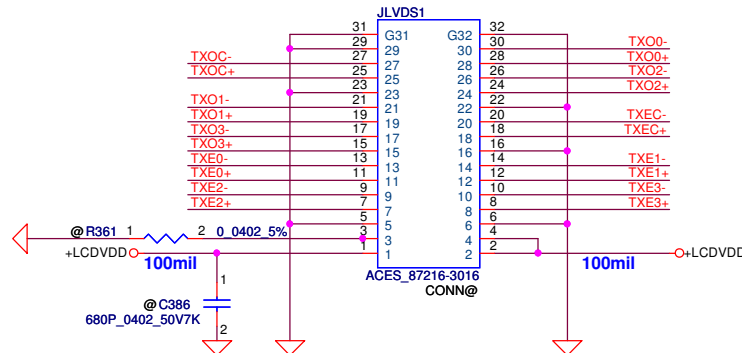 JLVDS1
31 G31 G32 32
29 29 30 30 TXO0-
TXOC- 27 27 28 28 TXO0+
TXOC+ 25 25 26 26 TXO2-
23 23 24 24 TXO2+
TXO1- 21 21 22 22
TXO1+ 19 19 20 20 TXEC-
TXO3- 17 17 18 18 TXEC+
TXO3+ 15 15 16 16
TXE0- 13 13 14 14 TXE1-
TXE0+ 11 11 12 12 TXE1+
TXE2- 9 9 10 10 TXE3-
TXE2+ 7 7 8 8 TXE3+
5 5 6 6
@ R361 1 2 0_0402_5% 3 3 4 4
+LCDVDD 1 1 2 2 +LCDVDD
100mil 100mil
ACES_87216-3016
CONN@
1
@ C386
680P_0402_50V7K
2